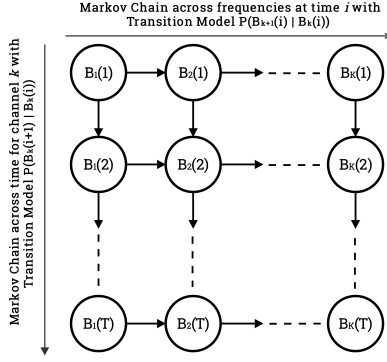 Markov Chain across frequencies at time i with
Transition Model P(Bk+1(i) | Bk(i))
Markov Chain across time for channel k with
Transition Model P(Bk(i+1) | Bk(i))
B1(1) B2(1) BK(1)
B1(2) B2(2) BK(2)
B1(T) B2(T) BK(T)